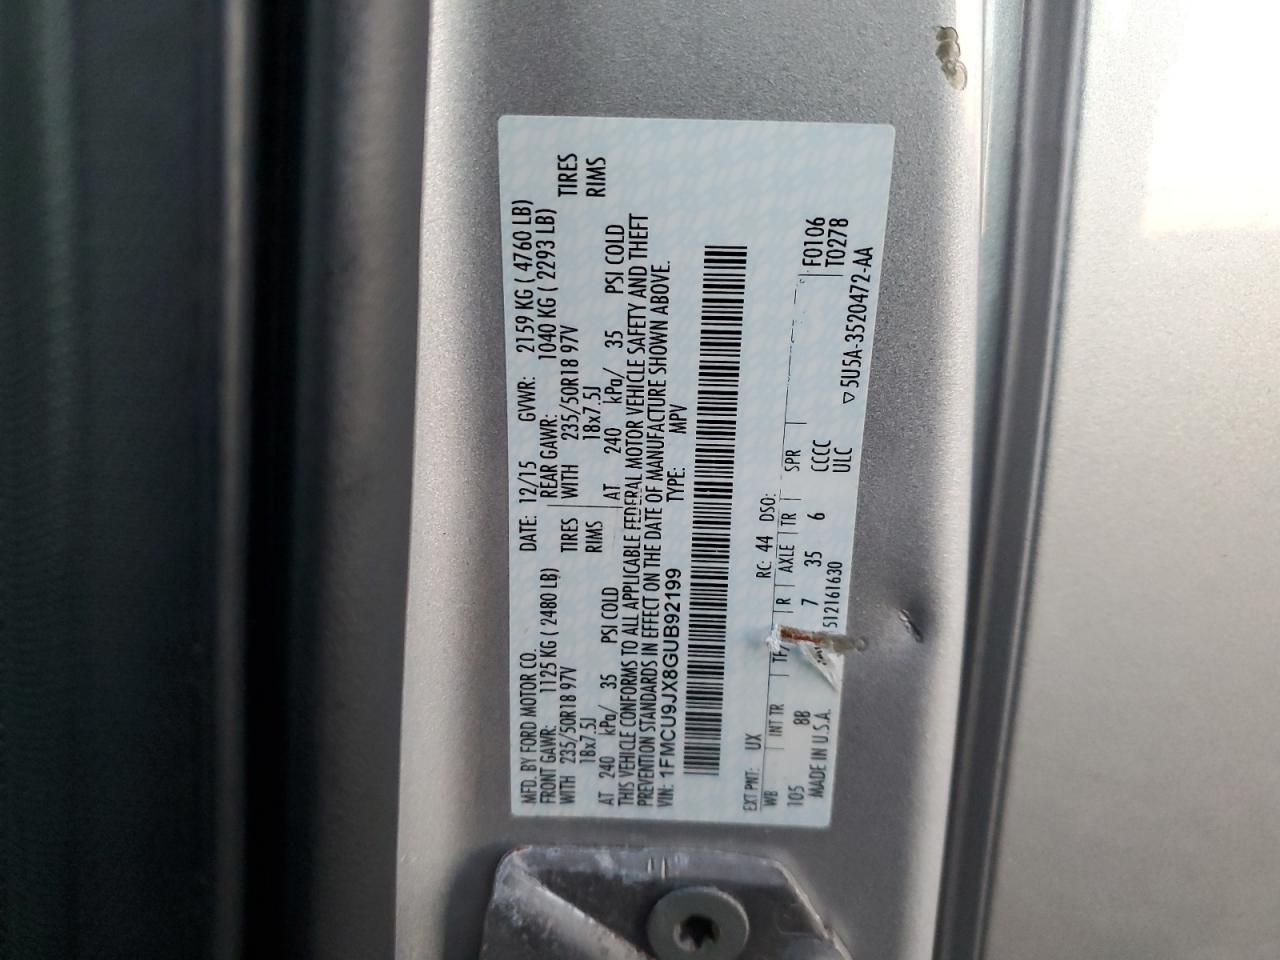 MFD. BY FORD MOTOR CO. DATE: 12/15 GVWR: 2159 KG ( 4760 LB)
FRONT GAWR: 1125 KG ( 2480 LB) REAR GAWR: 1040 KG ( 2293 LB)
WITH 235/50R18 97V TIRES WITH 235/50R18 97V TIRES
18x7.5J RIMS 18x7.5J RIMS
AT 240 kPa/ 35 PSI COLD AT 240 kPa/ 35 PSI COLD
THIS VEHICLE CONFORMS TO ALL APPLICABLE FEDERAL MOTOR VEHICLE SAFETY AND THEFT
PREVENTION STANDARDS IN EFFECT ON THE DATE OF MANUFACTURE SHOWN ABOVE.
VIN: 1FMCU9JX8GUB92199 TYPE: MPV
EXT PNT: UX RC: 44 DSO:
WB INT TR R AXLE TR SPR F0106
105 8B 7 35 6 CCCC T0278
MADE IN U.S.A. 512161630 ULC ▽5U5A-3520472-AA